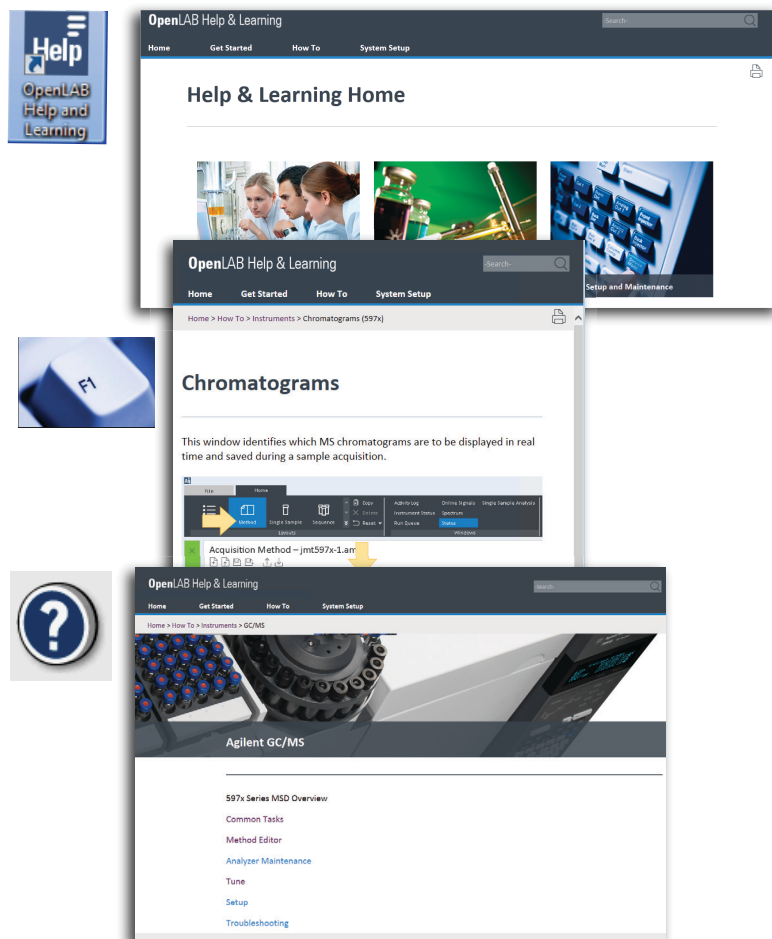 Help
OpenLAB
Help and
Learning
OpenLAB Help & Learning
-Search-
Home Get Started How To System Setup
Help & Learning Home
Setup and Maintenance
OpenLAB Help & Learning
-Search-
Home Get Started How To System Setup
Home > How To > Instruments > Chromatograms (597x)
F1
Chromatograms
This window identifies which MS chromatograms are to be displayed in real
time and saved during a sample acquisition.
File Home
Method Single Sample Sequence
Copy
Delete
Reset
Layouts
Activity Log Online Signals Single Sample Analysis
Instrument Status Spectrum
Run Queue Status
Windows
Acquisition Method – jmt597x-1.am
?
OpenLAB Help & Learning
-Search-
Home Get Started How To System Setup
Home > How To > Instruments > GC/MS
Agilent GC/MS
597x Series MSD Overview
Common Tasks
Method Editor
Analyzer Maintenance
Tune
Setup
Troubleshooting